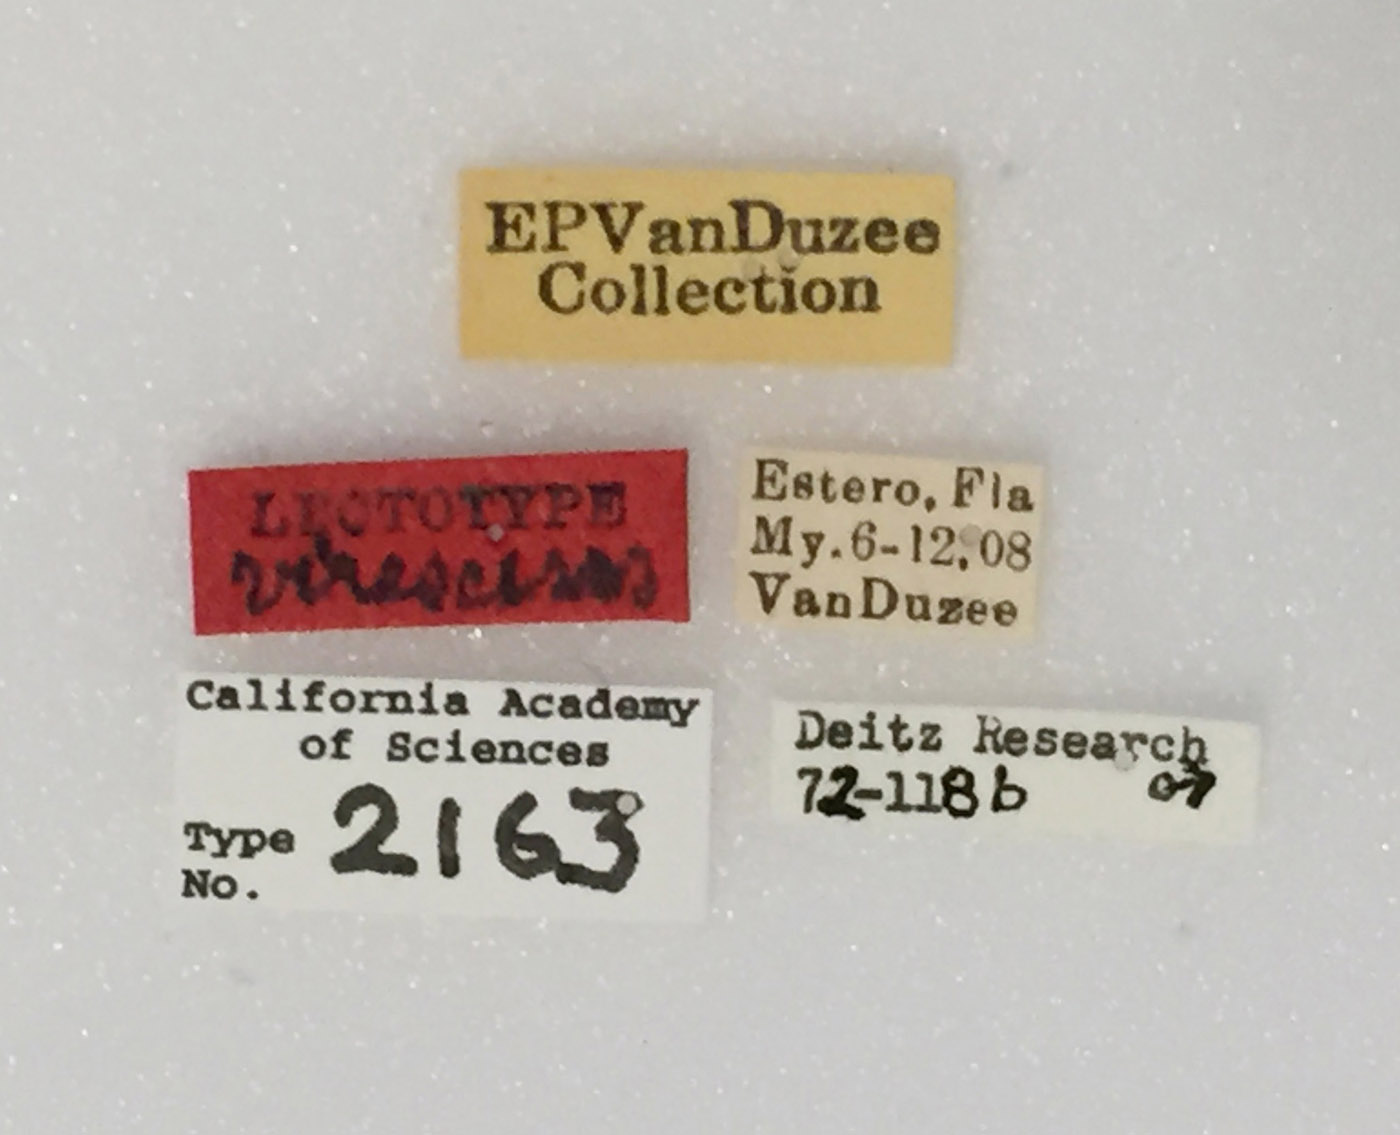 EPVanDuzee
Collection
LECTOTYPE
virescens
Estero, Fla
My.6-12,08
VanDuzee
California Academy
of Sciences
Type
No. 2163
Deitz Research
72-118b ♂